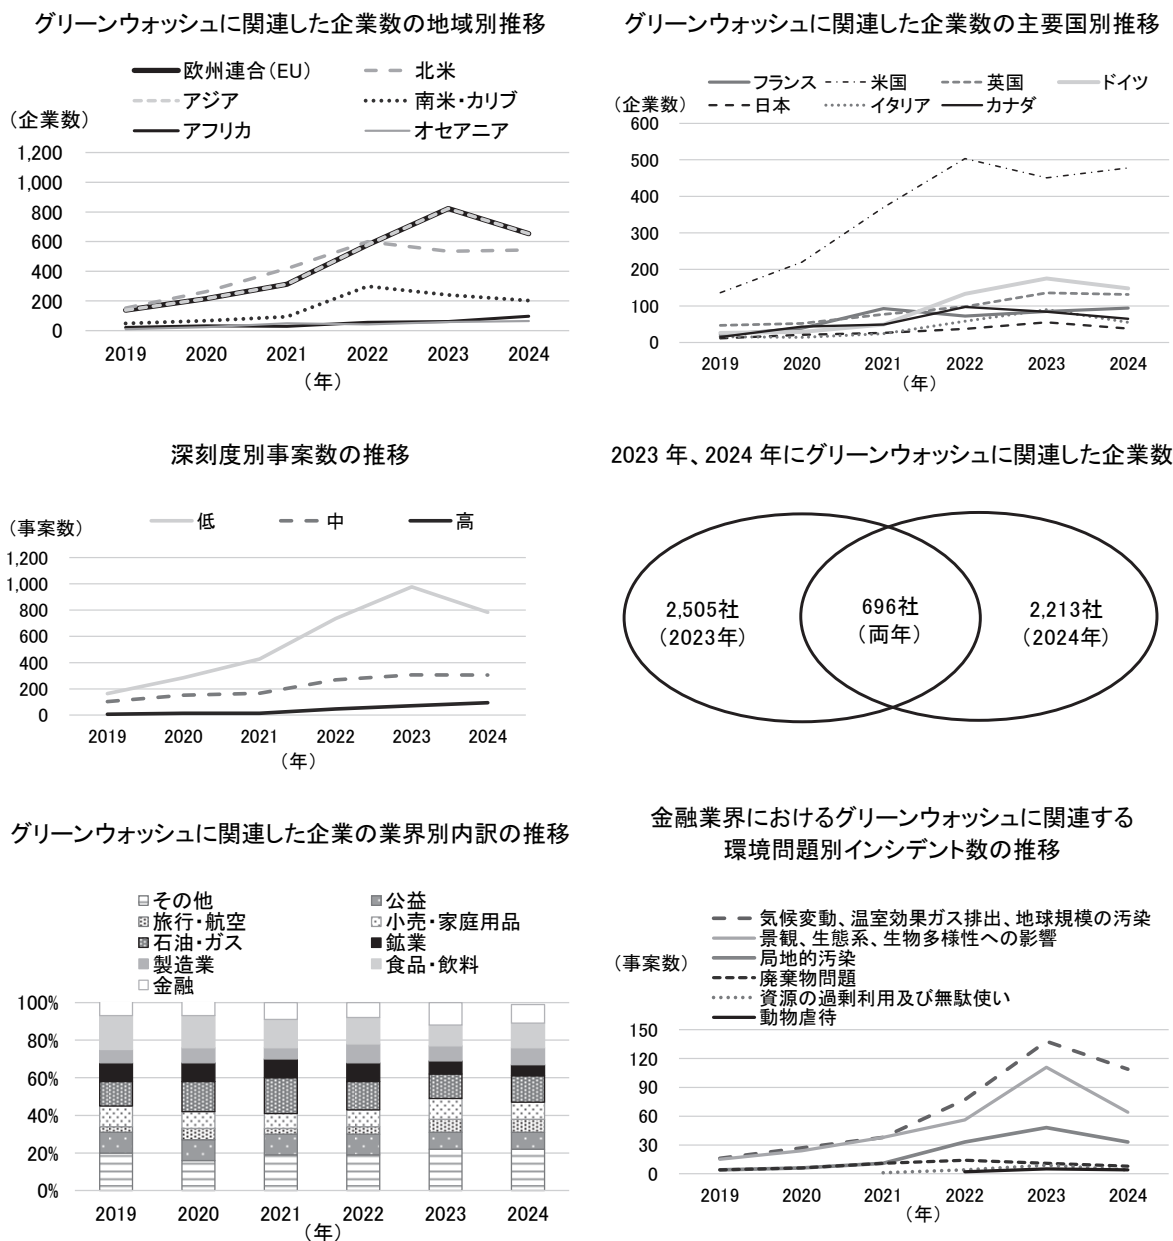 グリーンウォッシュに関連した企業数の地域別推移
欧州連合(EU) 北米
アジア 南米・カリブ
アフリカ オセアニア
(企業数)
1,200
1,000
800
600
400
200
0
2019 2020 2021 2022 2023 2024
(年)
グリーンウォッシュに関連した企業数の主要国別推移
フランス 米国 英国 ドイツ
日本 イタリア カナダ
(企業数)
600
500
400
300
200
100
0
2019 2020 2021 2022 2023 2024
(年)
深刻度別事案数の推移
(事案数)
低 中 高
1,200
1,000
800
600
400
200
0
2019 2020 2021 2022 2023 2024
(年)
2023 年、2024 年にグリーンウォッシュに関連した企業数
2,505社 696社 2,213社
(2023年) (両年) (2024年)
グリーンウォッシュに関連した企業の業界別内訳の推移
その他 公益
旅行・航空 小売・家庭用品
石油・ガス 鉱業
製造業 食品・飲料
金融
100%
80%
60%
40%
20%
0%
2019 2020 2021 2022 2023 2024
(年)
金融業界におけるグリーンウォッシュに関連する
環境問題別インシデント数の推移
気候変動、温室効果ガス排出、地球規模の汚染
景観、生態系、生物多様性への影響
局地的汚染
廃棄物問題
資源の過剰利用及び無駄使い
動物虐待
(事案数)
150
120
90
60
30
0
2019 2020 2021 2022 2023 2024
(年)